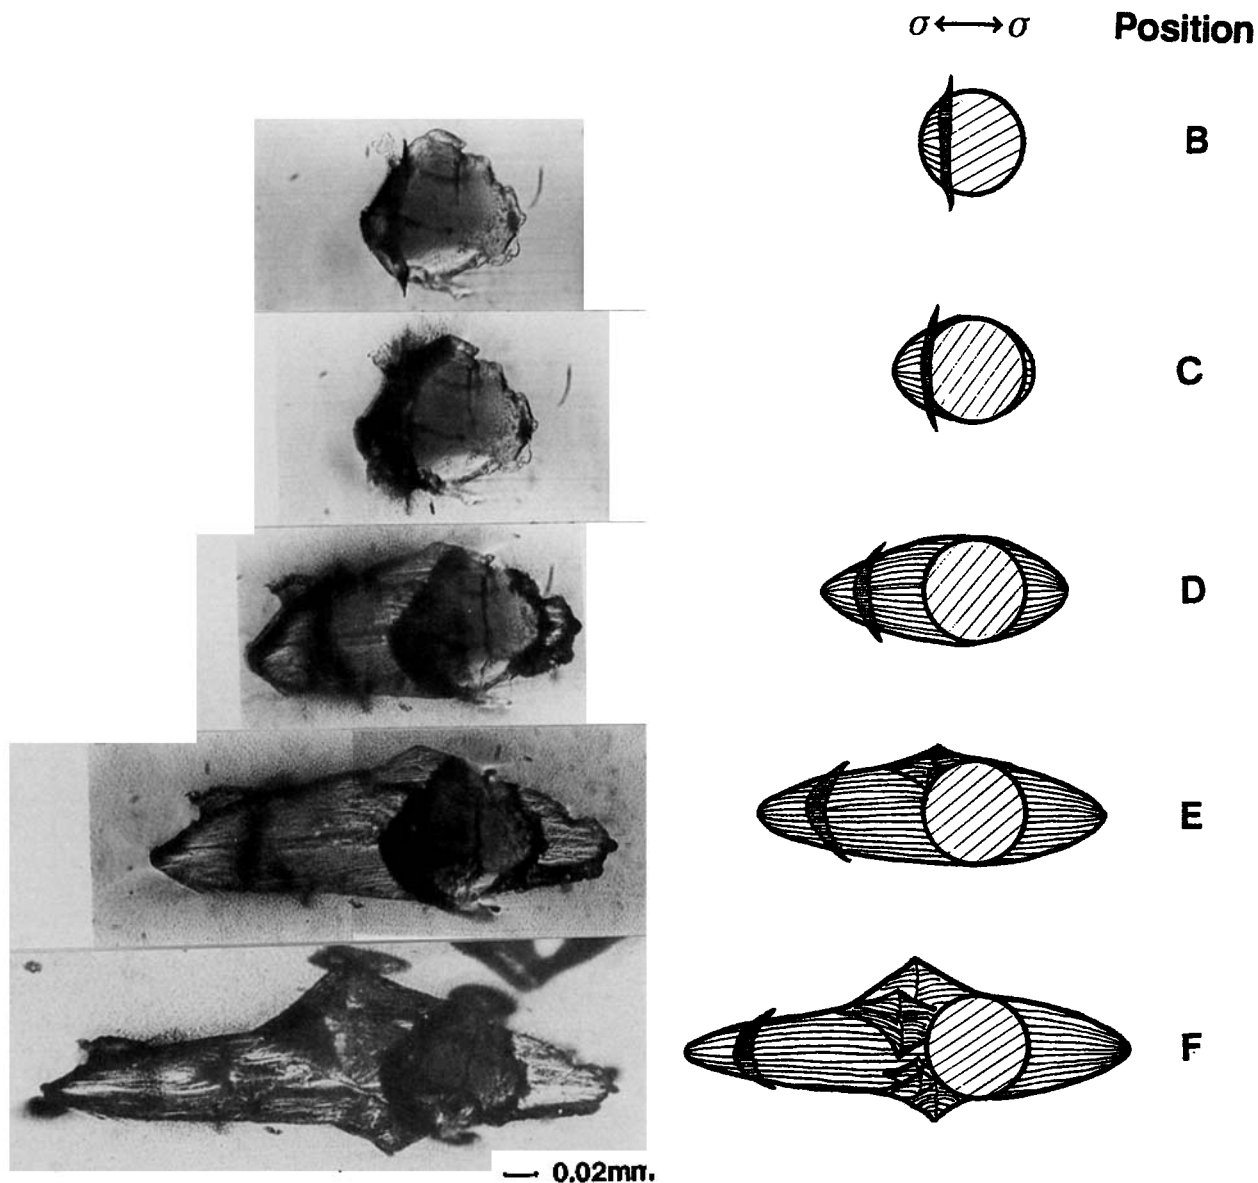 σ ⟷ σ Position
B
C
D
E
F
0.02mm.